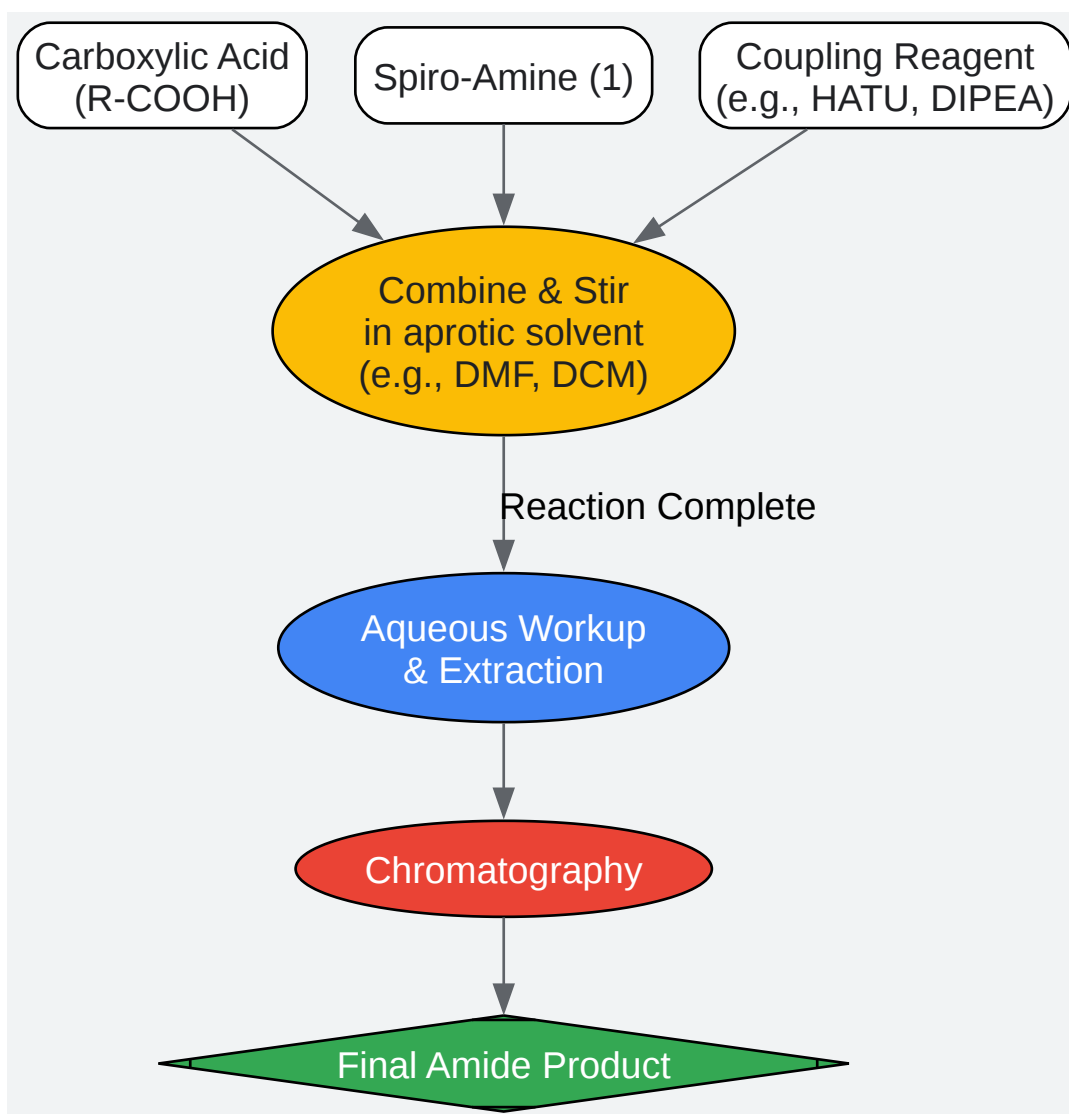 Carboxylic Acid
(R-COOH)
Spiro-Amine (1)
Coupling Reagent
(e.g., HATU, DIPEA)
Combine & Stir
in aprotic solvent
(e.g., DMF, DCM)
Reaction Complete
Aqueous Workup
& Extraction
Chromatography
Final Amide Product